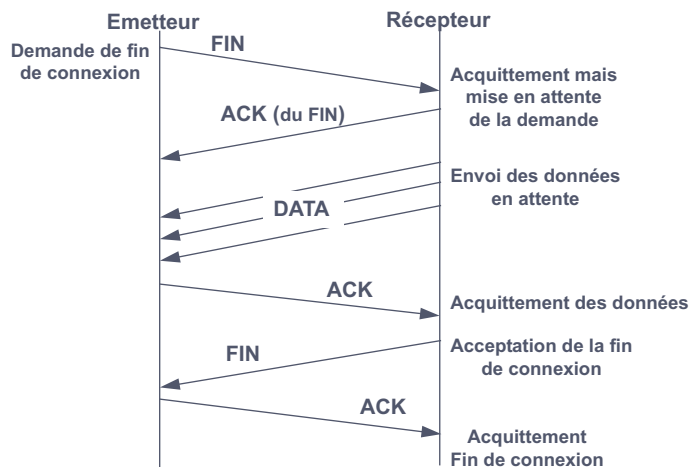 Emetteur
Récepteur
Demande de fin
de connexion
FIN
Acquittement mais
mise en attente
de la demande
ACK (du FIN)
Envoi des données
en attente
DATA
ACK
Acquittement des données
FIN
Acceptation de la fin
de connexion
ACK
Acquittement
Fin de connexion